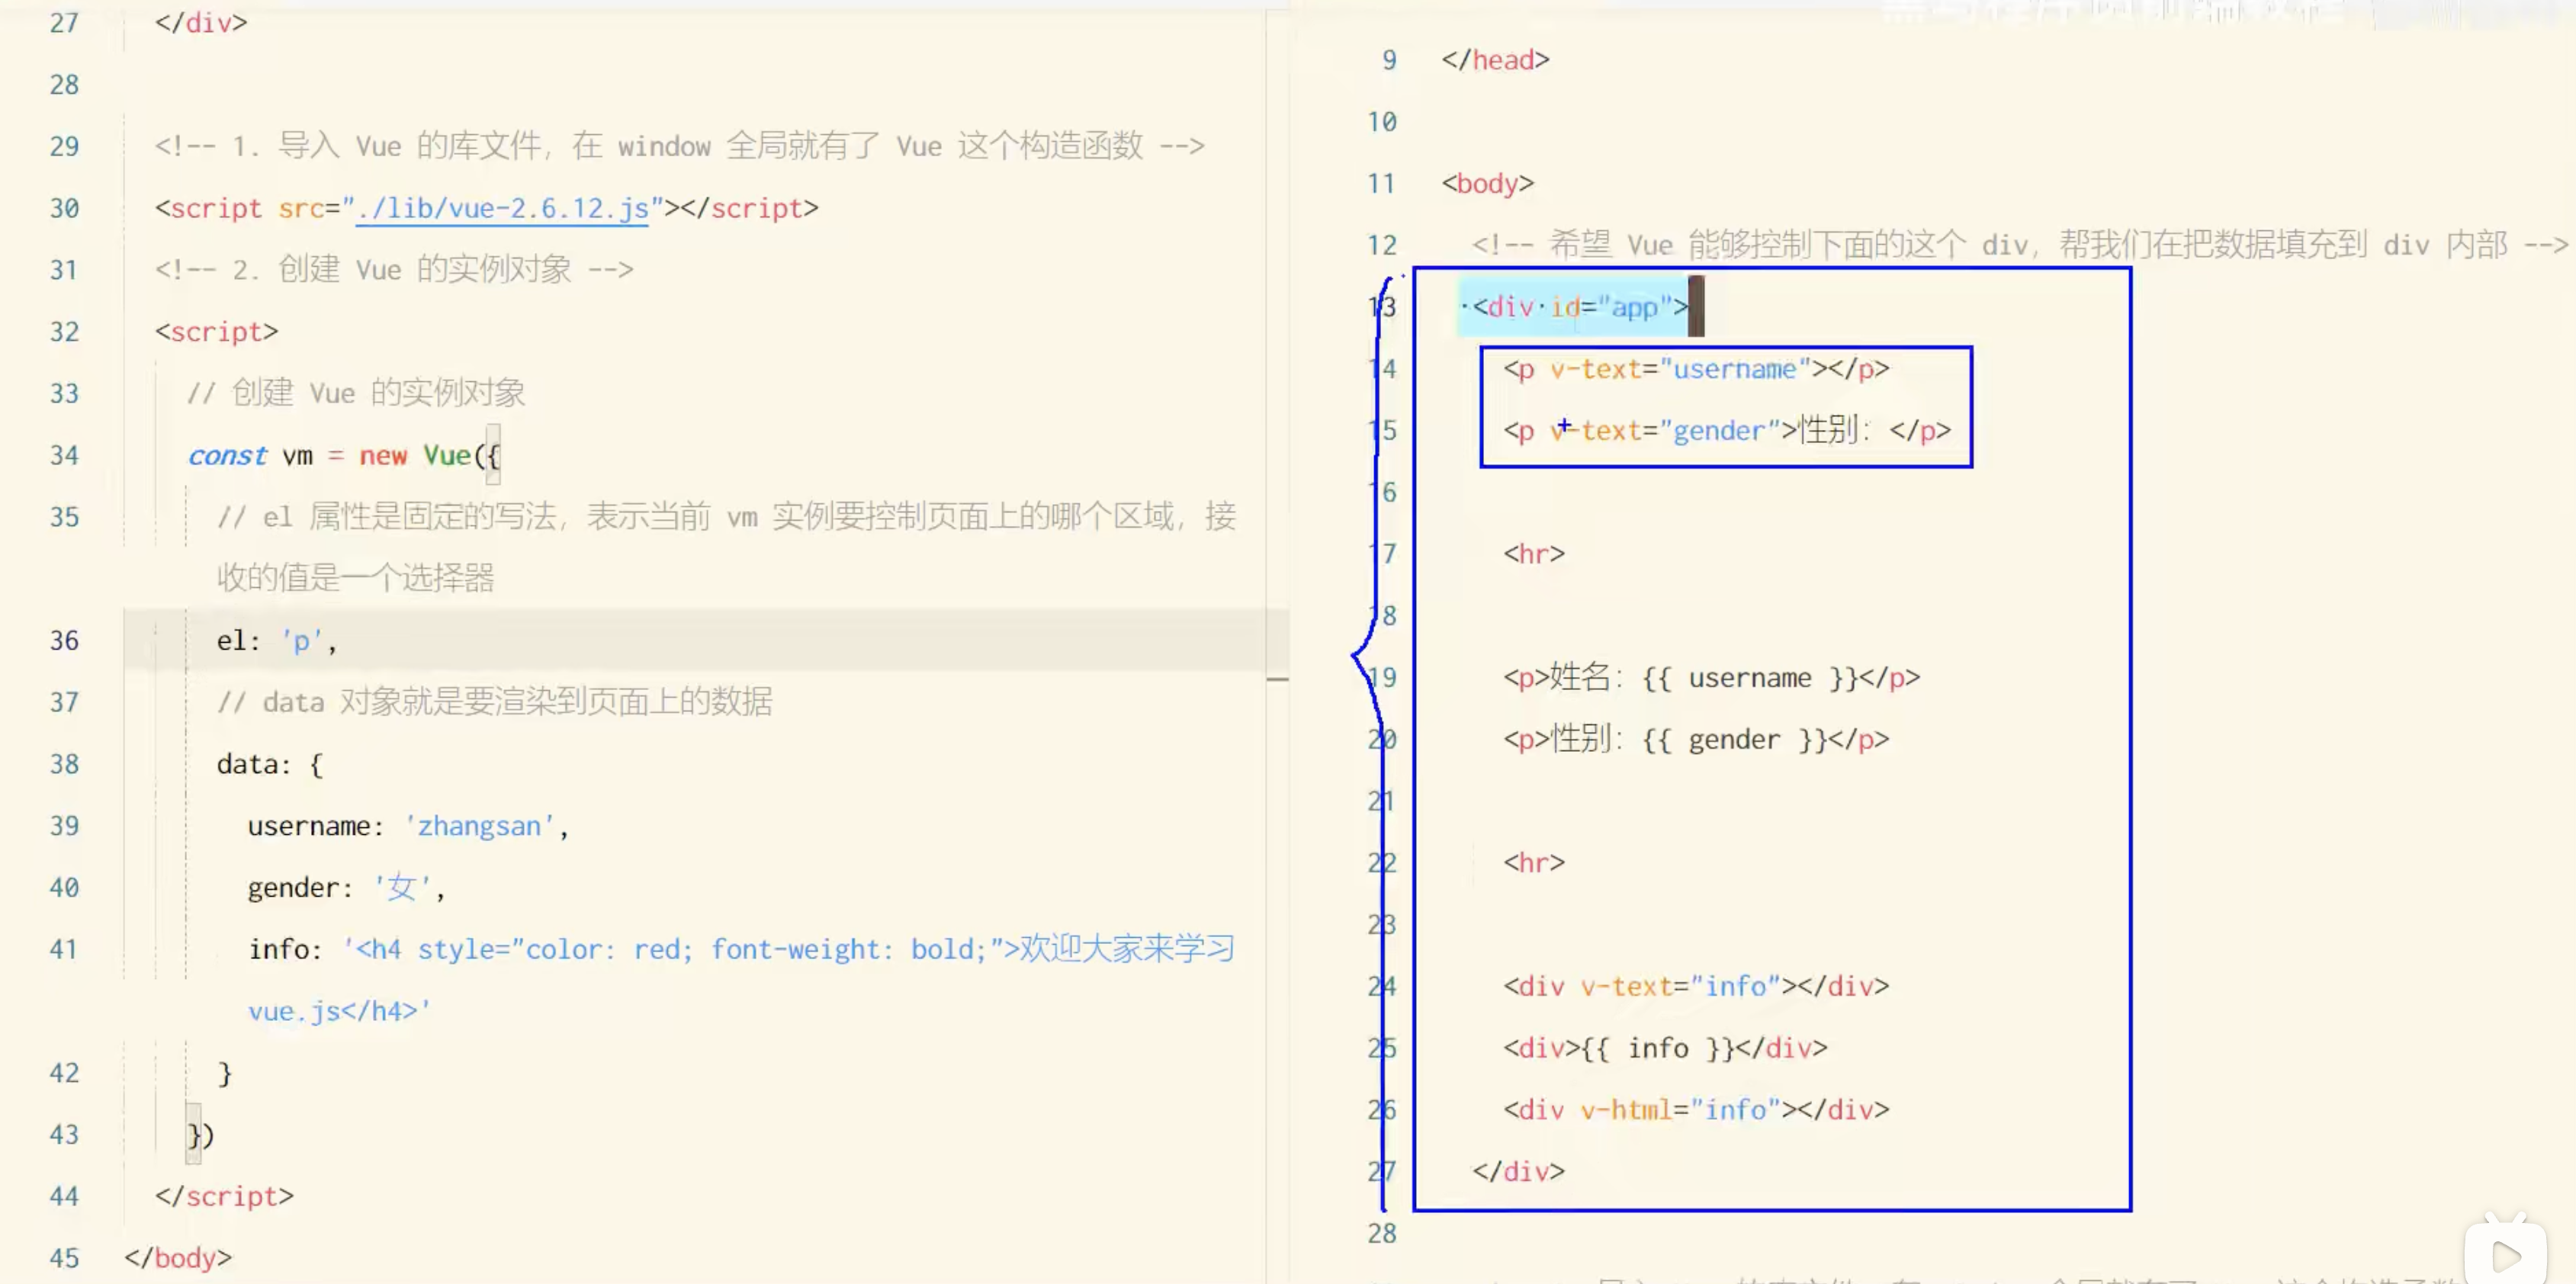 27 </div>
28
29 <!-- 1. 导入 Vue 的库文件，在 window 全局就有了 Vue 这个构造函数 -->
30 <script src="./lib/vue-2.6.12.js"></script>
31 <!-- 2. 创建 Vue 的实例对象 -->
32 <script>
33 // 创建 Vue 的实例对象
34 const vm = new Vue({
35 // el 属性是固定的写法，表示当前 vm 实例要控制页面上的哪个区域，接
收的值是一个选择器
36 el: 'p',
37 // data 对象就是要渲染到页面上的数据
38 data: {
39 username: 'zhangsan',
40 gender: '女',
41 info: '<h4 style="color: red; font-weight: bold;">欢迎大家来学习
vue.js</h4>'
42 }
43 })
44 </script>
45 </body>
9 </head>
10
11 <body>
12 <!-- 希望 Vue 能够控制下面的这个 div，帮我们在把数据填充到 div 内部 -->
13 <div id="app">
14 <p v-text="username"></p>
15 <p v-text="gender">性别：</p>
16
17 <hr>
18
19 <p>姓名：{{ username }}</p>
20 <p>性别：{{ gender }}</p>
21
22 <hr>
23
24 <div v-text="info"></div>
25 <div>{{ info }}</div>
26 <div v-html="info"></div>
27 </div>
28